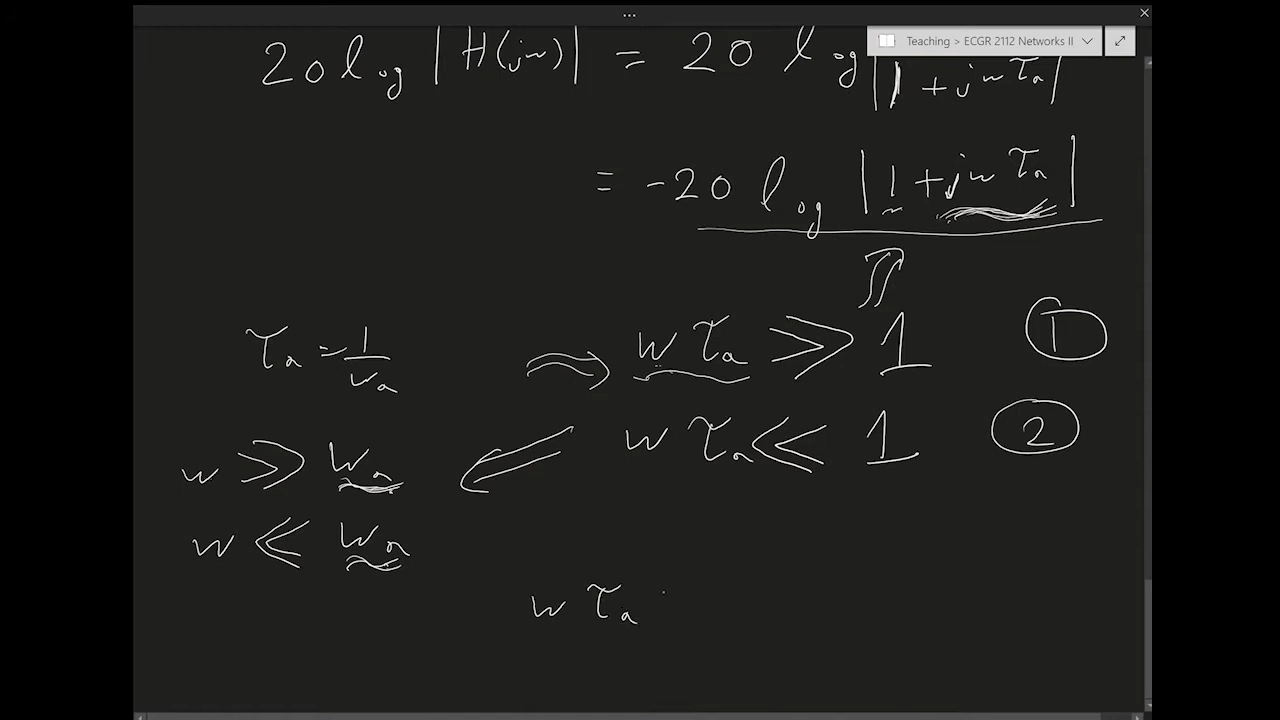 ...
Teaching > ECGR 2112 Networks II
20 log |H(jw)| = 20 log |1 + jwτₐ|
= -20 log |1 + jwτₐ|
τₐ = 1/wₐ
⇒ wτₐ ≫ 1 ①
wτₐ ≪ 1 ②
w ≫ wₐ
w ≪ wₐ
wτₐ